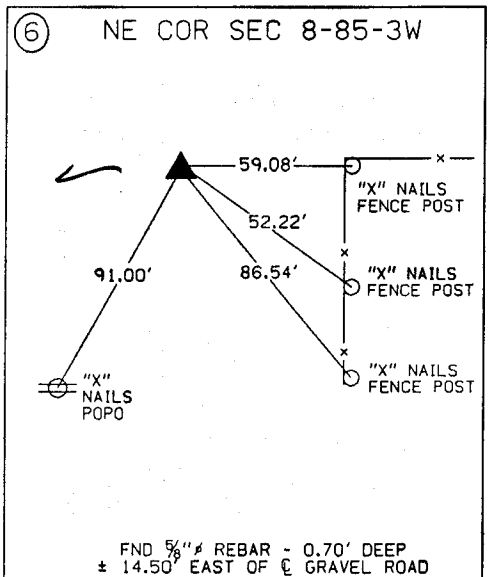 6 NE COR SEC 8-85-3W
59.08'
"X" NAILS
FENCE POST
52.22'
91.00'
86.54'
"X" NAILS
FENCE POST
"X" NAILS
FENCE POST
"X"
NAILS
POPO
FND 5/8"ø REBAR - 0.70' DEEP
± 14.50' EAST OF ℄ GRAVEL ROAD